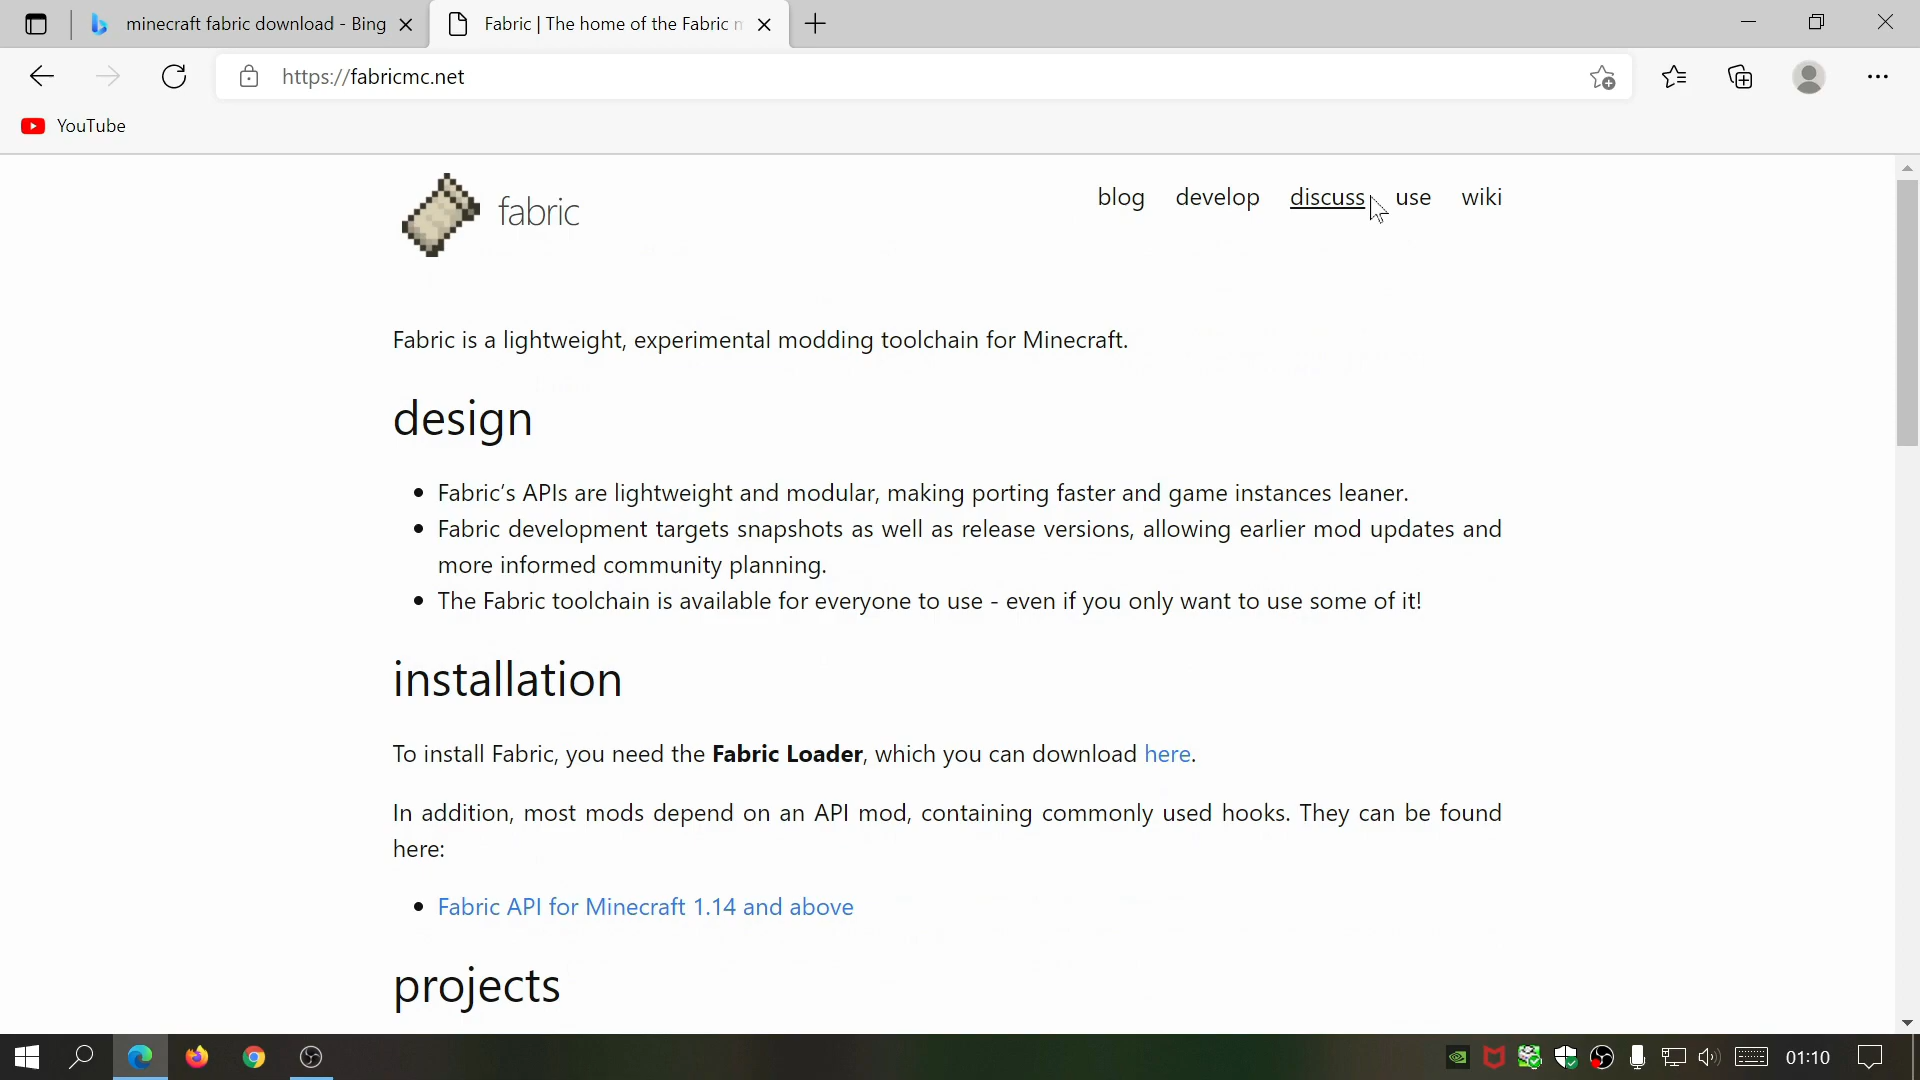 minecraft fabric download - Bing
Fabric | The home of the Fabric
https://fabricmc.net
YouTube
fabric
blog develop discuss use wiki
Fabric is a lightweight, experimental modding toolchain for Minecraft.
design
• Fabric’s APIs are lightweight and modular, making porting faster and game instances leaner.
• Fabric development targets snapshots as well as release versions, allowing earlier mod updates and
more informed community planning.
• The Fabric toolchain is available for everyone to use - even if you only want to use some of it!
installation
To install Fabric, you need the Fabric Loader, which you can download here.
In addition, most mods depend on an API mod, containing commonly used hooks. They can be found
here:
• Fabric API for Minecraft 1.14 and above
projects
01:10